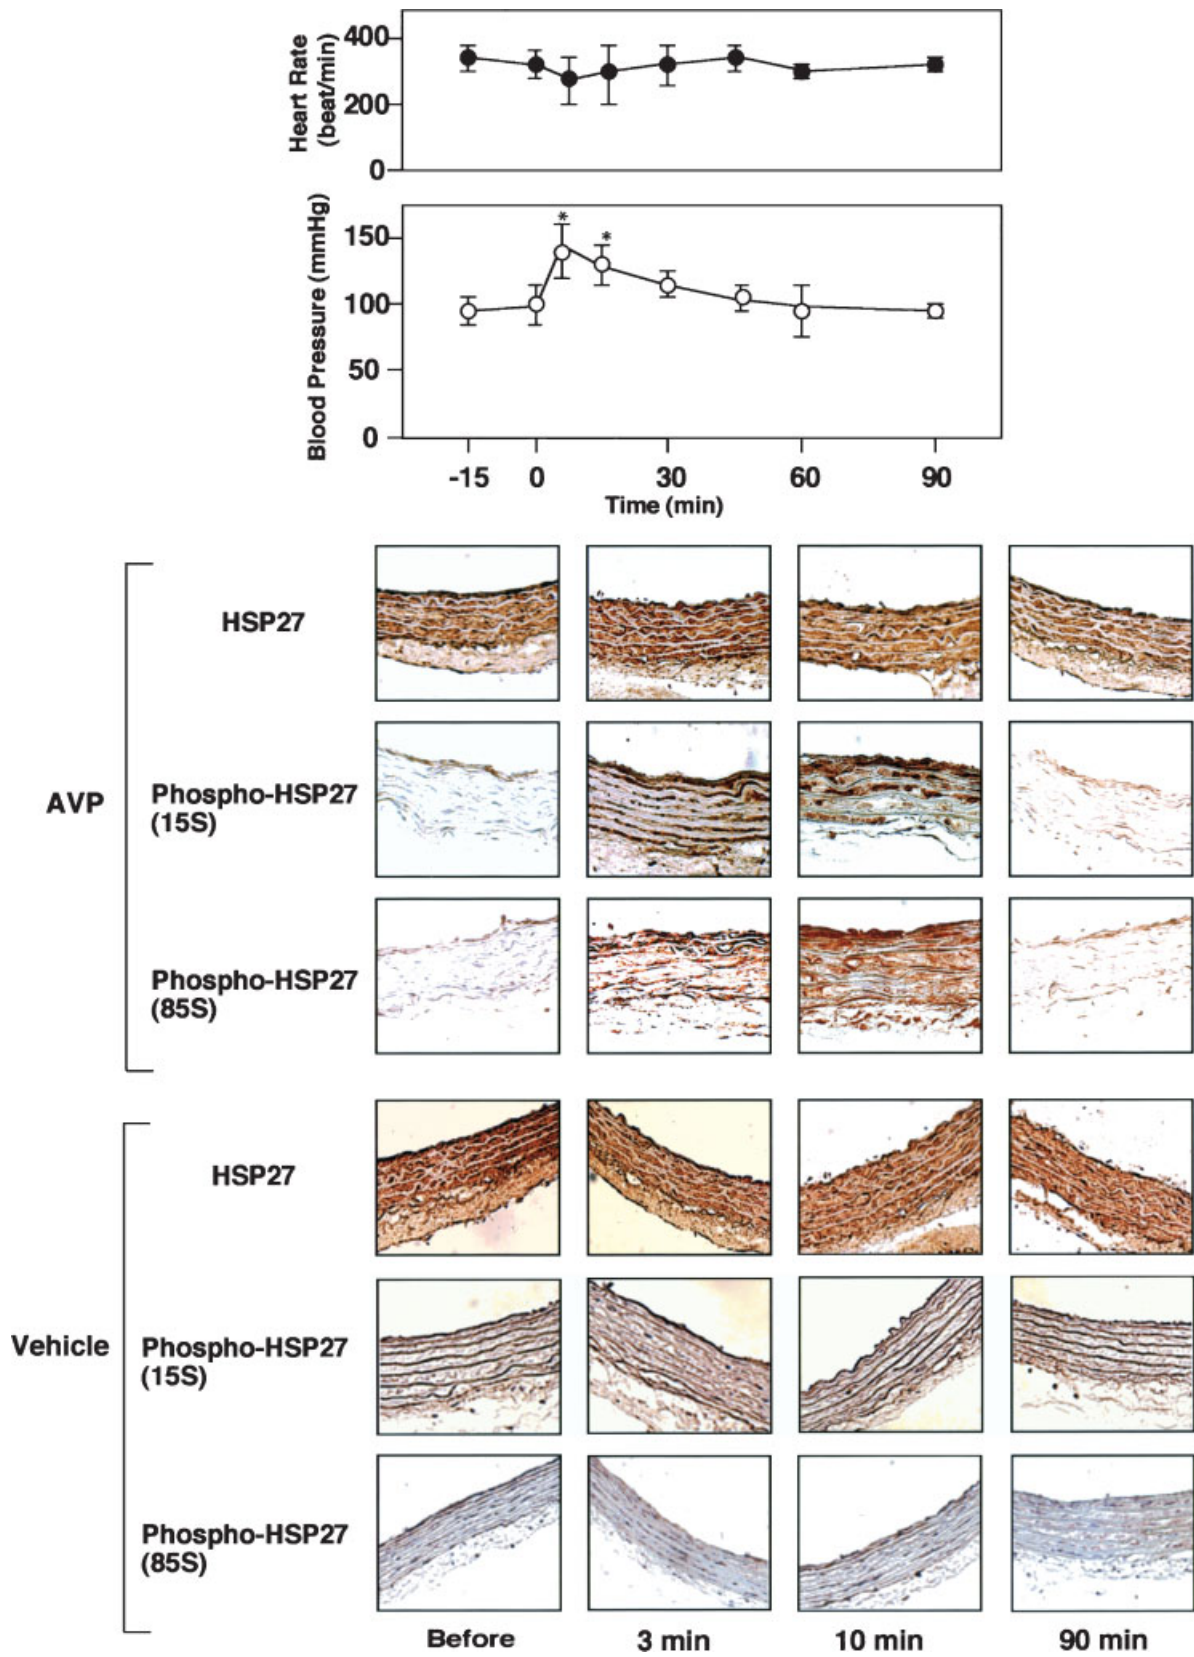 Heart Rate
(beat/min)
400
200
0
Blood Pressure (mmHg)
150
100
50
0
*
*
-15 0 30 60 90
Time (min)
AVP
HSP27
Phospho-HSP27
(15S)
Phospho-HSP27
(85S)
Vehicle
HSP27
Phospho-HSP27
(15S)
Phospho-HSP27
(85S)
Before 3 min 10 min 90 min